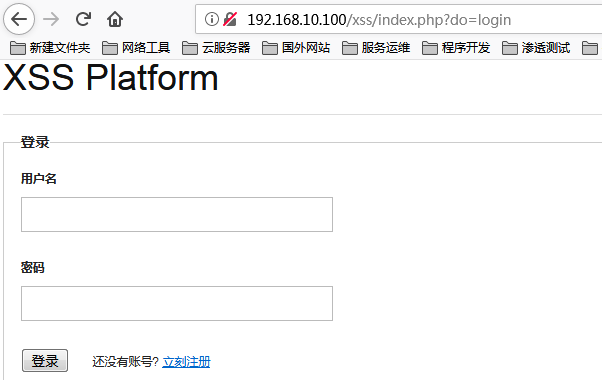 192.168.10.100/xss/index.php?do=login
新建文件夹 网络工具 云服务器 国外网站 服务运维 程序开发 渗透测试
XSS Platform
登录
用户名
密码
登录 还没有账号? 立刻注册